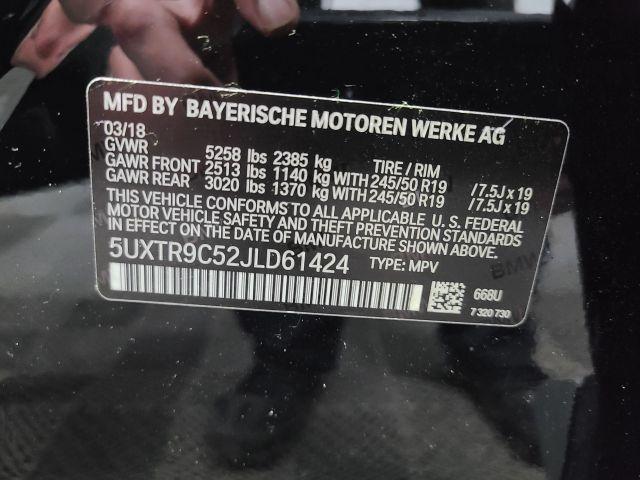 MFD BY BAYERISCHE MOTOREN WERKE AG
03/18
GVWR 5258 lbs 2385 kg TIRE / RIM
GAWR FRONT 2513 lbs 1140 kg WITH 245/50 R19 / 7.5J x 19
GAWR REAR 3020 lbs 1370 kg WITH 245/50 R19 / 7.5J x 19
THIS VEHICLE CONFORMS TO ALL APPLICABLE U. S. FEDERAL
MOTOR VEHICLE SAFETY AND THEFT PREVENTION STANDARDS
IN EFFECT ON THE DATE OF MANUFACTURE SHOWN ABOVE.
5UXTR9C52JLD61424 TYPE: MPV
668U
7 320 730